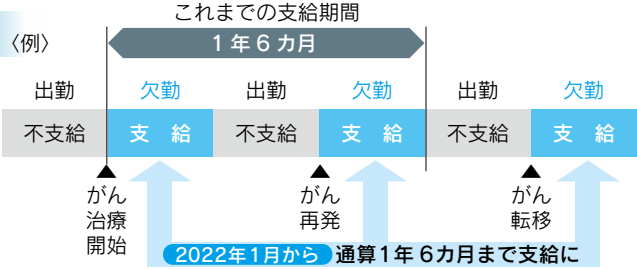 これまでの支給期間
〈例〉
1年6カ月
出勤 欠勤 出勤 欠勤 出勤 欠勤
不支給 支給 不支給 支給 不支給 支給
がん
治療
開始
がん
再発
がん
転移
2022年1月から 通算1年6カ月まで支給に